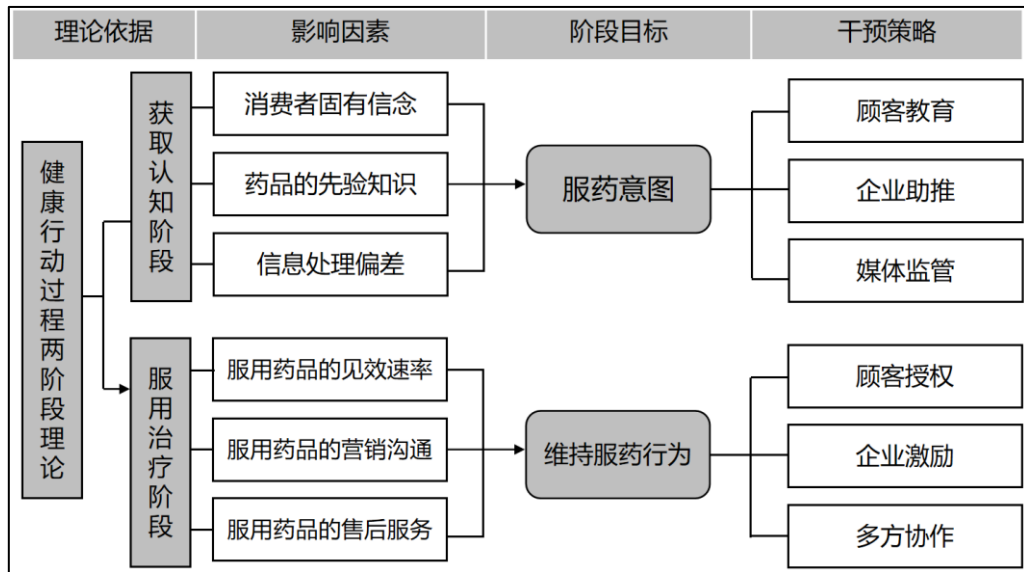 理论依据
影响因素
阶段目标
干预策略
健康行动过程两阶段理论
获取认知阶段
消费者固有信念
药品的先验知识
信息处理偏差
服药意图
顾客教育
企业助推
媒体监管
服用治疗阶段
服用药品的见效速率
服用药品的营销沟通
服用药品的售后服务
维持服药行为
顾客授权
企业激励
多方协作